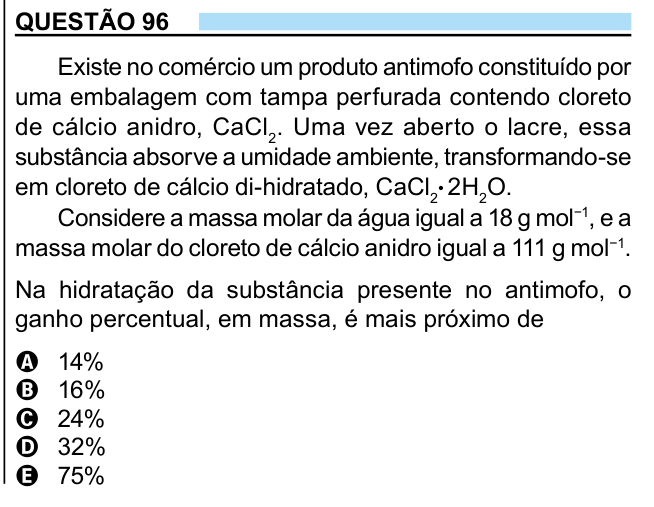 QUESTÃO 96
Existe no comércio um produto antimofo constituído por
uma embalagem com tampa perfurada contendo cloreto
de cálcio anidro, CaCl₂. Uma vez aberto o lacre, essa
substância absorve a umidade ambiente, transformando-se
em cloreto de cálcio di-hidratado, CaCl₂·2H₂O.
Considere a massa molar da água igual a 18 g mol⁻¹, e a
massa molar do cloreto de cálcio anidro igual a 111 g mol⁻¹.
Na hidratação da substância presente no antimofo, o
ganho percentual, em massa, é mais próximo de
A 14%
B 16%
C 24%
D 32%
E 75%